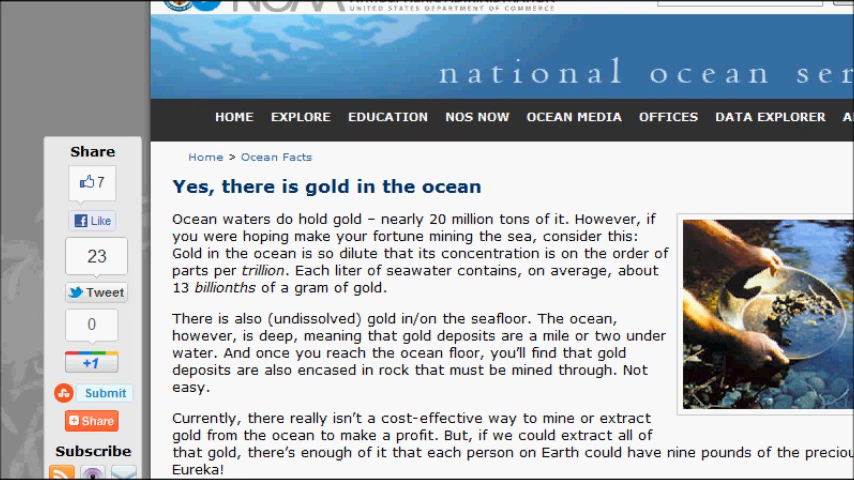 UNITED STATES DEPARTMENT OF COMMERCE
national ocean ser
HOME EXPLORE EDUCATION NOS NOW OCEAN MEDIA OFFICES DATA EXPLORER
Share
7
Like
23
Tweet
0
+1
Submit
Share
Subscribe
Home > Ocean Facts
Yes, there is gold in the ocean
Ocean waters do hold gold – nearly 20 million tons of it. However, if
you were hoping make your fortune mining the sea, consider this:
Gold in the ocean is so dilute that its concentration is on the order of
parts per trillion. Each liter of seawater contains, on average, about
13 billionths of a gram of gold.
There is also (undissolved) gold in/on the seafloor. The ocean,
however, is deep, meaning that gold deposits are a mile or two under
water. And once you reach the ocean floor, you'll find that gold
deposits are also encased in rock that must be mined through. Not
easy.
Currently, there really isn't a cost-effective way to mine or extract
gold from the ocean to make a profit. But, if we could extract all of
that gold, there's enough of it that each person on Earth could have nine pounds of the preciou
Eureka!